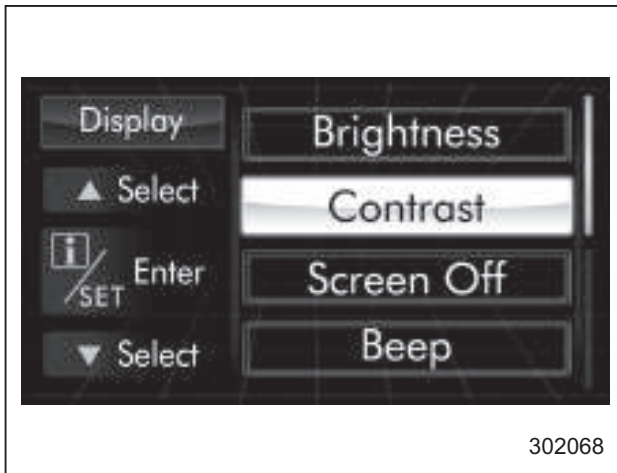 Display
▲ Select
i/SET Enter
▼ Select
Brightness
Contrast
Screen Off
Beep
302068